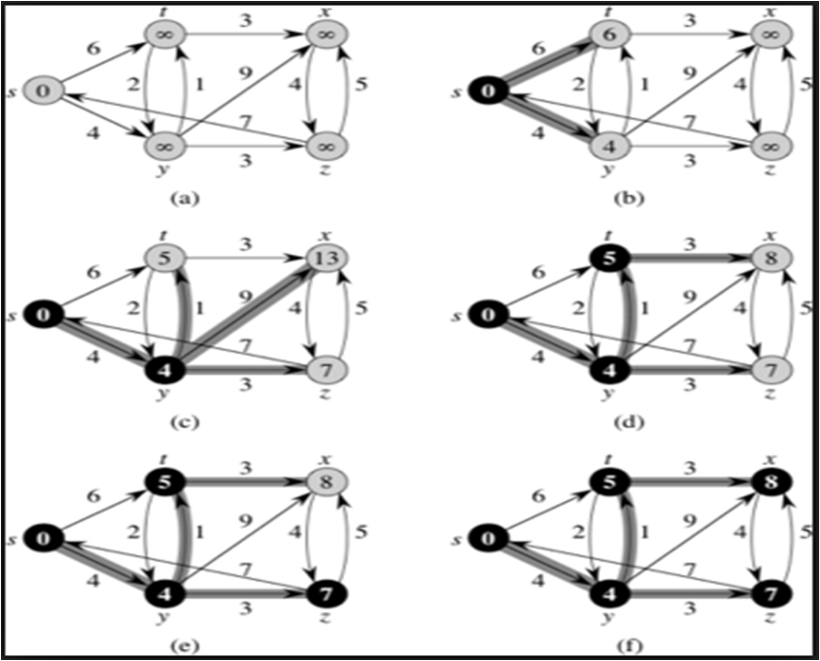 t 3 x t 3 x
∞ ∞ 6 ∞
6 6
s 0 2 1 9 4 5 s 0 2 1 9 4 5
4 7 4 7
∞ ∞ 4 ∞
y 3 z y 3 z
(a) (b)
t 3 x t 3 x
5 13 5 8
6 6
s 0 2 1 9 4 5 s 0 2 1 9 4 5
4 7 4 7
4 7 4 7
y 3 z y 3 z
(c) (d)
t 3 x t 3 x
5 8 5 8
6 6
s 0 2 1 9 4 5 s 0 2 1 9 4 5
4 7 4 7
4 7 4 7
y 3 z y 3 z
(e) (f)